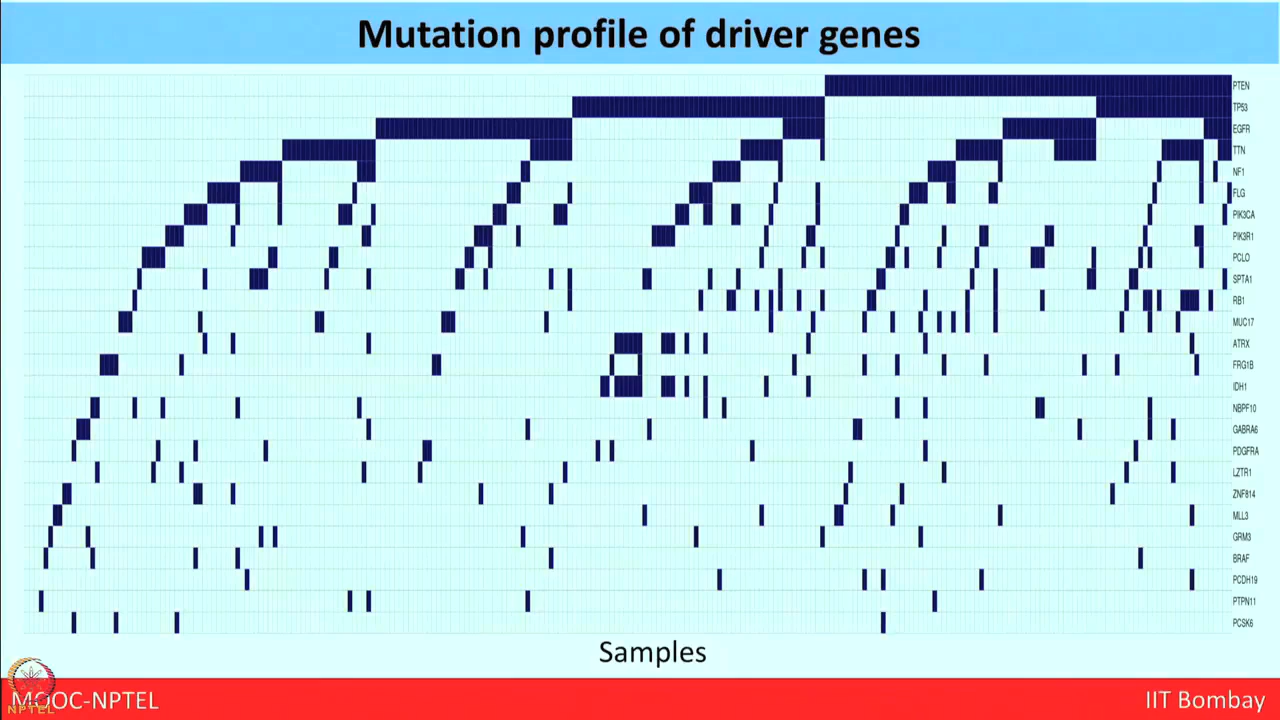 Mutation profile of driver genes
PTEN
TP53
EGFR
TTN
NF1
FLG
PIK3CA
PIK3R1
PCLO
SPTA1
RB1
MUC17
ATRX
FRG1B
IDH1
NBPF10
GABRA6
PDGFRA
LZTR1
ZNF814
MLL3
GRM3
BRAF
PCDH19
PTPN11
PCSK6
Samples
MOOC-NPTEL
NPTEL
IIT Bombay